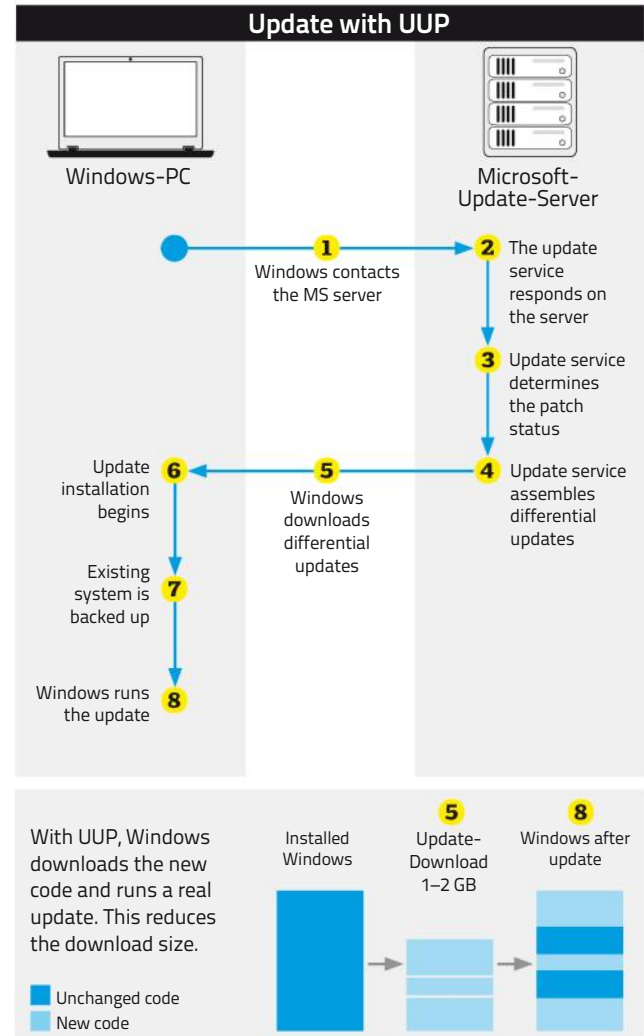 Update with UUP
Windows-PC
Microsoft-
Update-Server
1
Windows contacts
the MS server
2
The update
service
responds on
the server
3
Update service
determines
the patch
status
4
Update service
assembles
differential
updates
5
Windows
downloads
differential
updates
6
Update
installation
begins
7
Existing
system is
backed up
8
Windows runs
the update
With UUP, Windows
downloads the new
code and runs a real
update. This reduces
the download size.
Unchanged code
New code
Installed
Windows
5
Update-
Download
1–2 GB
8
Windows after
update